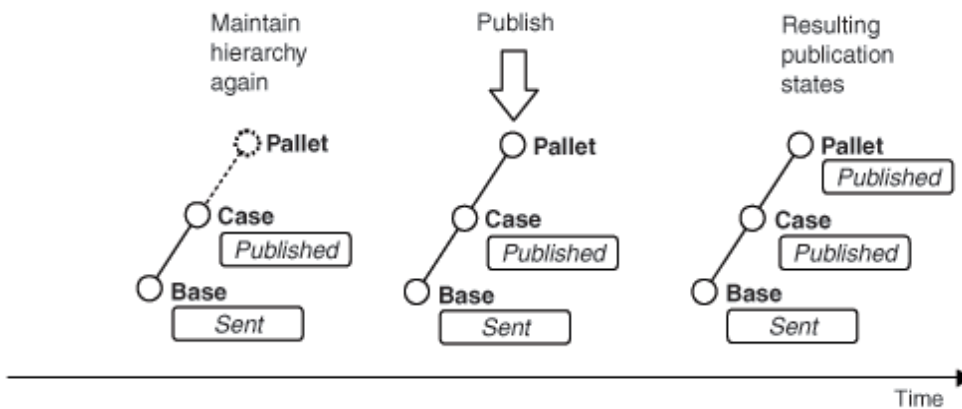 Maintain
hierarchy
again
Pallet
Case
Published
Base
Sent
Publish
Pallet
Case
Published
Base
Sent
Resulting
publication
states
Pallet
Published
Case
Published
Base
Sent
Time